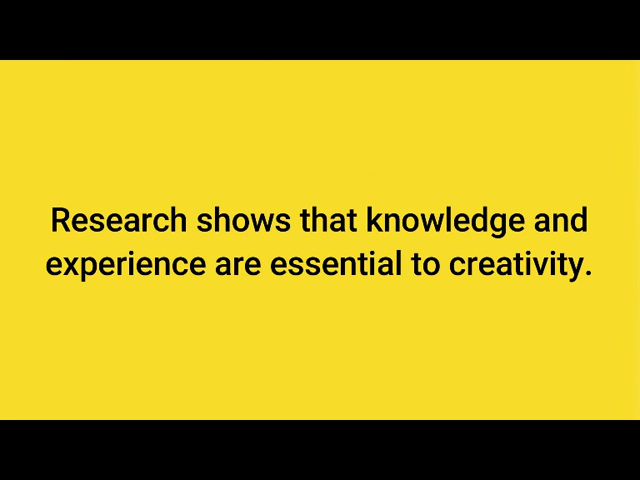 Research shows that knowledge and
experience are essential to creativity.